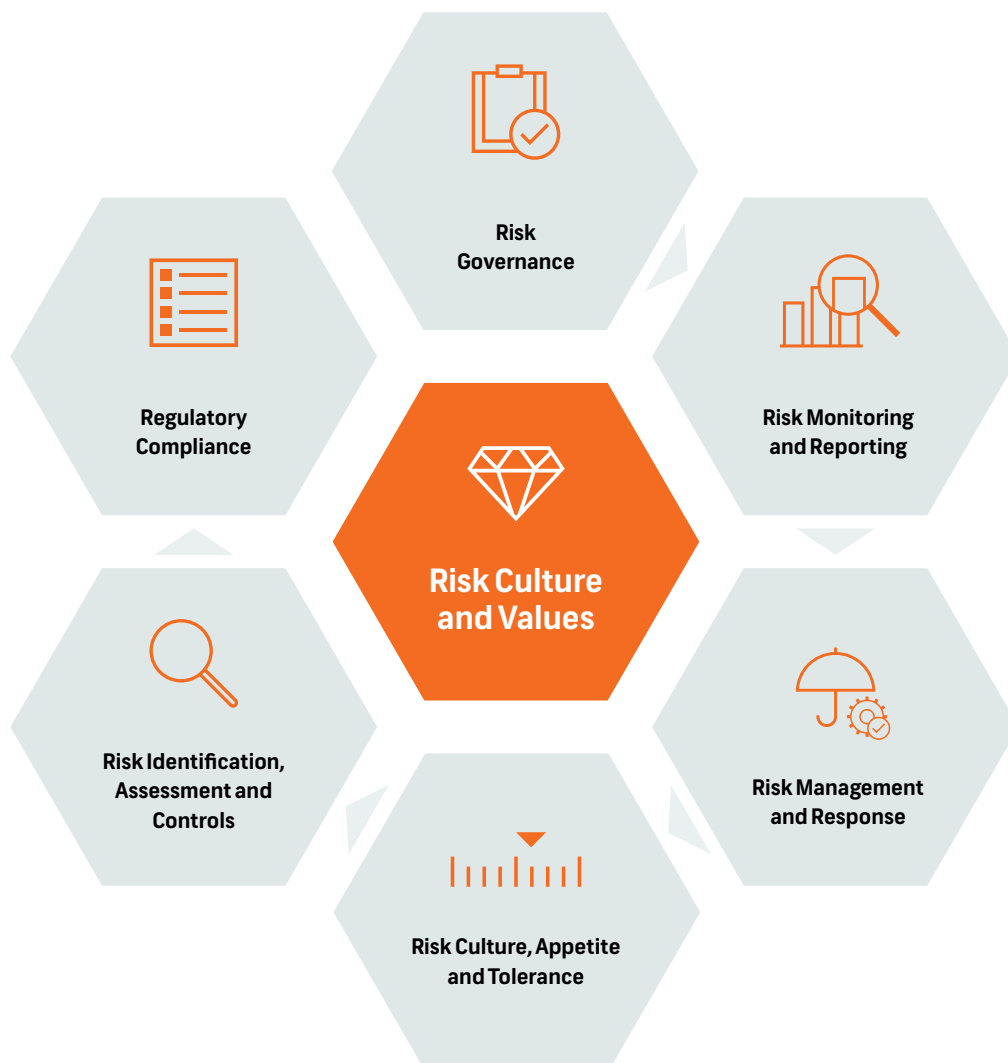 Risk
Governance
Regulatory
Compliance
Risk Monitoring
and Reporting
Risk Culture
and Values
Risk Identification,
Assessment and
Controls
Risk Management
and Response
Risk Culture, Appetite
and Tolerance